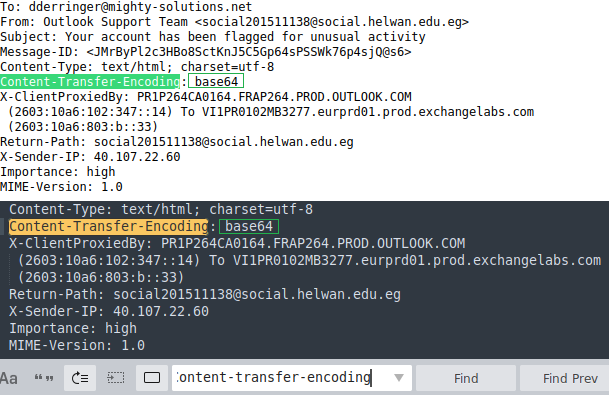 To: dderringer@mighty-solutions.net
From: Outlook Support Team <social201511138@social.helwan.edu.eg>
Subject: Your account has been flagged for unusual activity
Message-ID: <JMrByPl2c3HBo8SctKnJ5C5Gp64sPSSWk76p4sjQ@s6>
Content-Type: text/html; charset=utf-8
Content-Transfer-Encoding: base64
X-ClientProxiedBy: PR1P264CA0164.FRAP264.PROD.OUTLOOK.COM
(2603:10a6:102:347::14) To VI1PR0102MB3277.eurprd01.prod.exchangelabs.com
(2603:10a6:803:b::33)
Return-Path: social201511138@social.helwan.edu.eg
X-Sender-IP: 40.107.22.60
Importance: high
MIME-Version: 1.0
Content-Type: text/html; charset=utf-8
Content-Transfer-Encoding: base64
X-ClientProxiedBy: PR1P264CA0164.FRAP264.PROD.OUTLOOK.COM
(2603:10a6:102:347::14) To VI1PR0102MB3277.eurprd01.prod.exchangelabs.com
(2603:10a6:803:b::33)
Return-Path: social201511138@social.helwan.edu.eg
X-Sender-IP: 40.107.22.60
Importance: high
MIME-Version: 1.0
Aa “” :ontent-transfer-encoding Find Find Prev